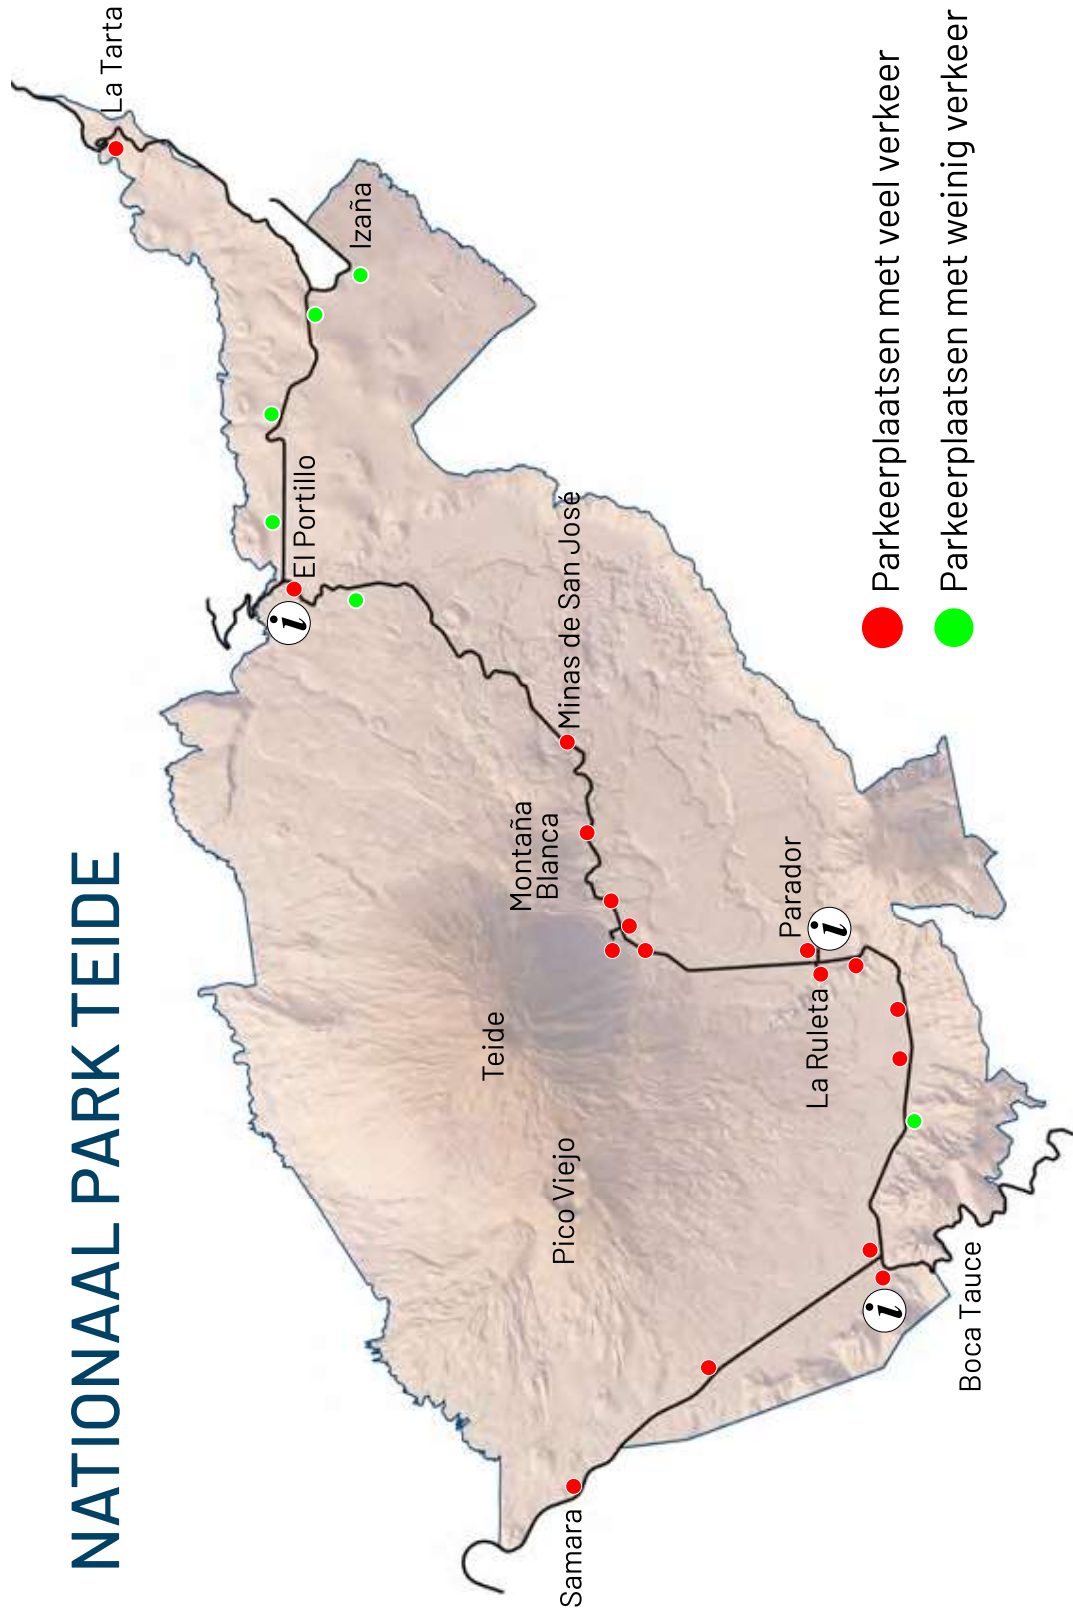 NATIONAAL PARK TEIDE
La Tarta
Izaña
El Portillo
i
Minas de San José
Montaña
Blanca
Teide
Parador
i
La Ruleta
Pico Viejo
Boca Tauce
i
Samara
Parkeerplaatsen met veel verkeer
Parkeerplaatsen met weinig verkeer